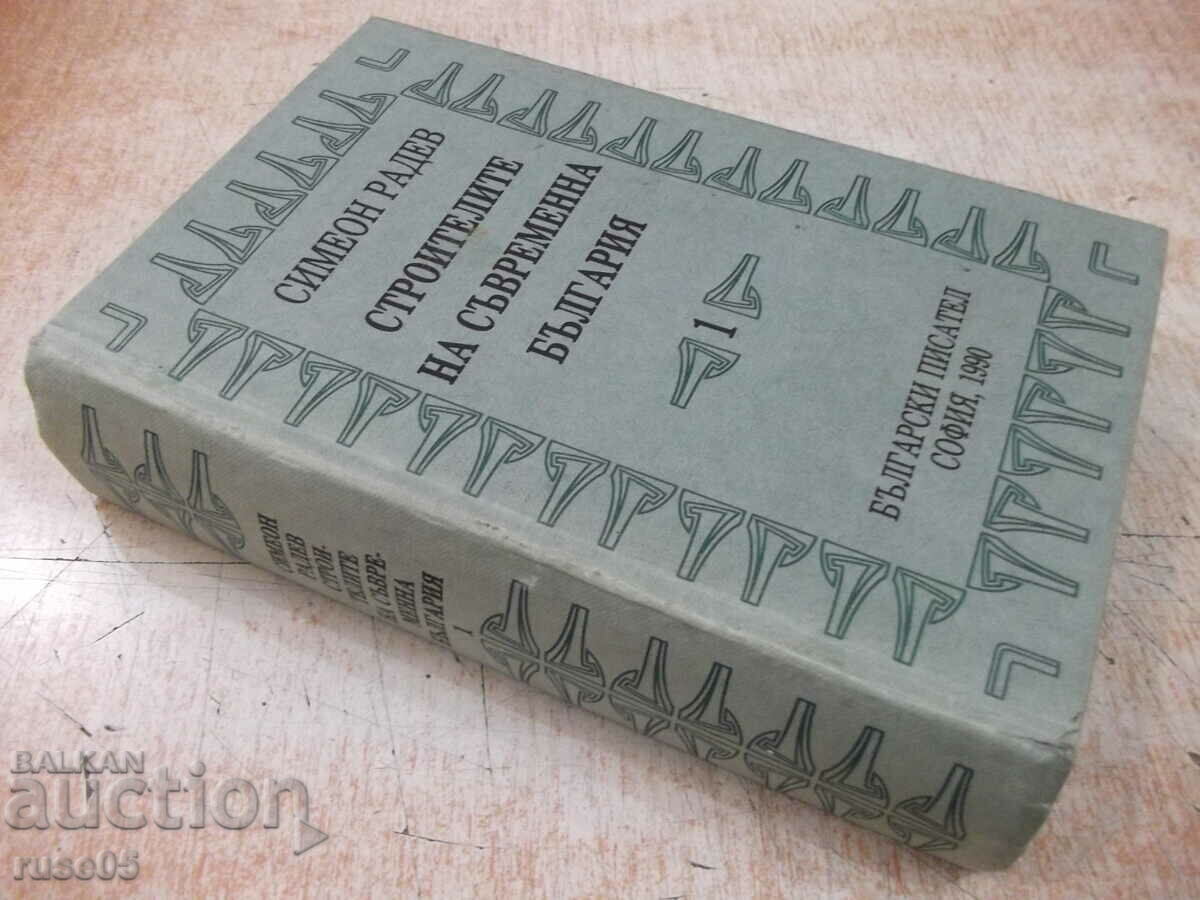 СИМЕОН РАДЕВ
СТРОИТЕЛИТЕ
НА СЪВРЕМЕННА
БЪЛГАРИЯ
1
БЪЛГАРСКИ ПИСАТЕЛ
СОФИЯ, 1990
СИМЕОН
РАДЕВ
СТРОИ-
ТЕЛИТЕ
НА СЪВРЕ-
МЕННА
БЪЛГАРИЯ
1
BALKAN
auction
ruse05